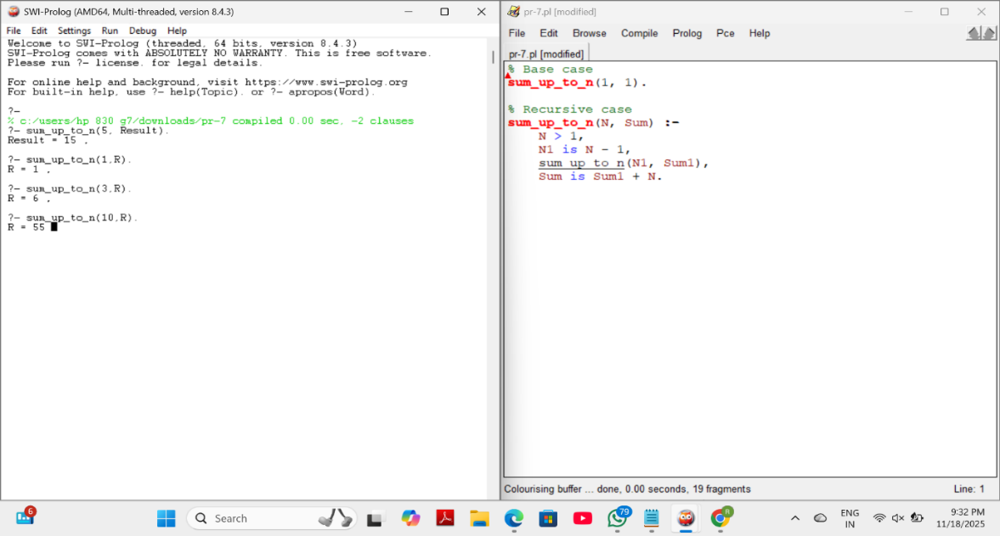 SWI-Prolog (AMD64, Multi-threaded, version 8.4.3)
File Edit Settings Run Debug Help
Welcome to SWI-Prolog (threaded, 64 bits, version 8.4.3)
SWI-Prolog comes with ABSOLUTELY NO WARRANTY. This is free software.
Please run ?- license. for legal details.
For online help and background, visit https://www.swi-prolog.org
For built-in help, use ?- help(Topic). or ?- apropos(Word).
?-
% c:/users/hp 830 g7/downloads/pr-7 compiled 0.00 sec, -2 clauses
?- sum_up_to_n(5, Result).
Result = 15 .
?- sum_up_to_n(1,R).
R = 1 .
?- sum_up_to_n(3,R).
R = 6 .
?- sum_up_to_n(10,R).
R = 55
pr-7.pl [modified]
File Edit Browse Compile Prolog Pce Help
pr-7.pl [modified]
% Base case
sum_up_to_n(1, 1).
% Recursive case
sum_up_to_n(N, Sum) :-
N > 1,
N1 is N - 1,
sum_up_to_n(N1, Sum1),
Sum is Sum1 + N.
Colourising buffer ... done, 0.00 seconds, 19 fragments
Line: 1
6
Search
79
R
ENG
IN
9:32 PM
11/18/2025